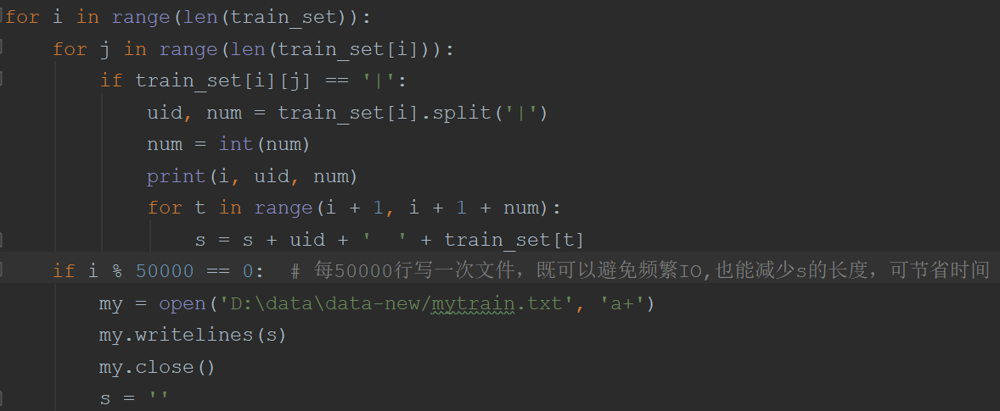 for i in range(len(train_set)):
    for j in range(len(train_set[i])):
        if train_set[i][j] == '|':
            uid, num = train_set[i].split('|')
            num = int(num)
            print(i, uid, num)
            for t in range(i + 1, i + 1 + num):
                s = s + uid + '  ' + train_set[t]
    if i % 50000 == 0:  # 每50000行写一次文件，既可以避免频繁IO,也能减少s的长度，可节省时间
        my = open('D:\data\data-new/mytrain.txt', 'a+')
        my.writelines(s)
        my.close()
        s = ''